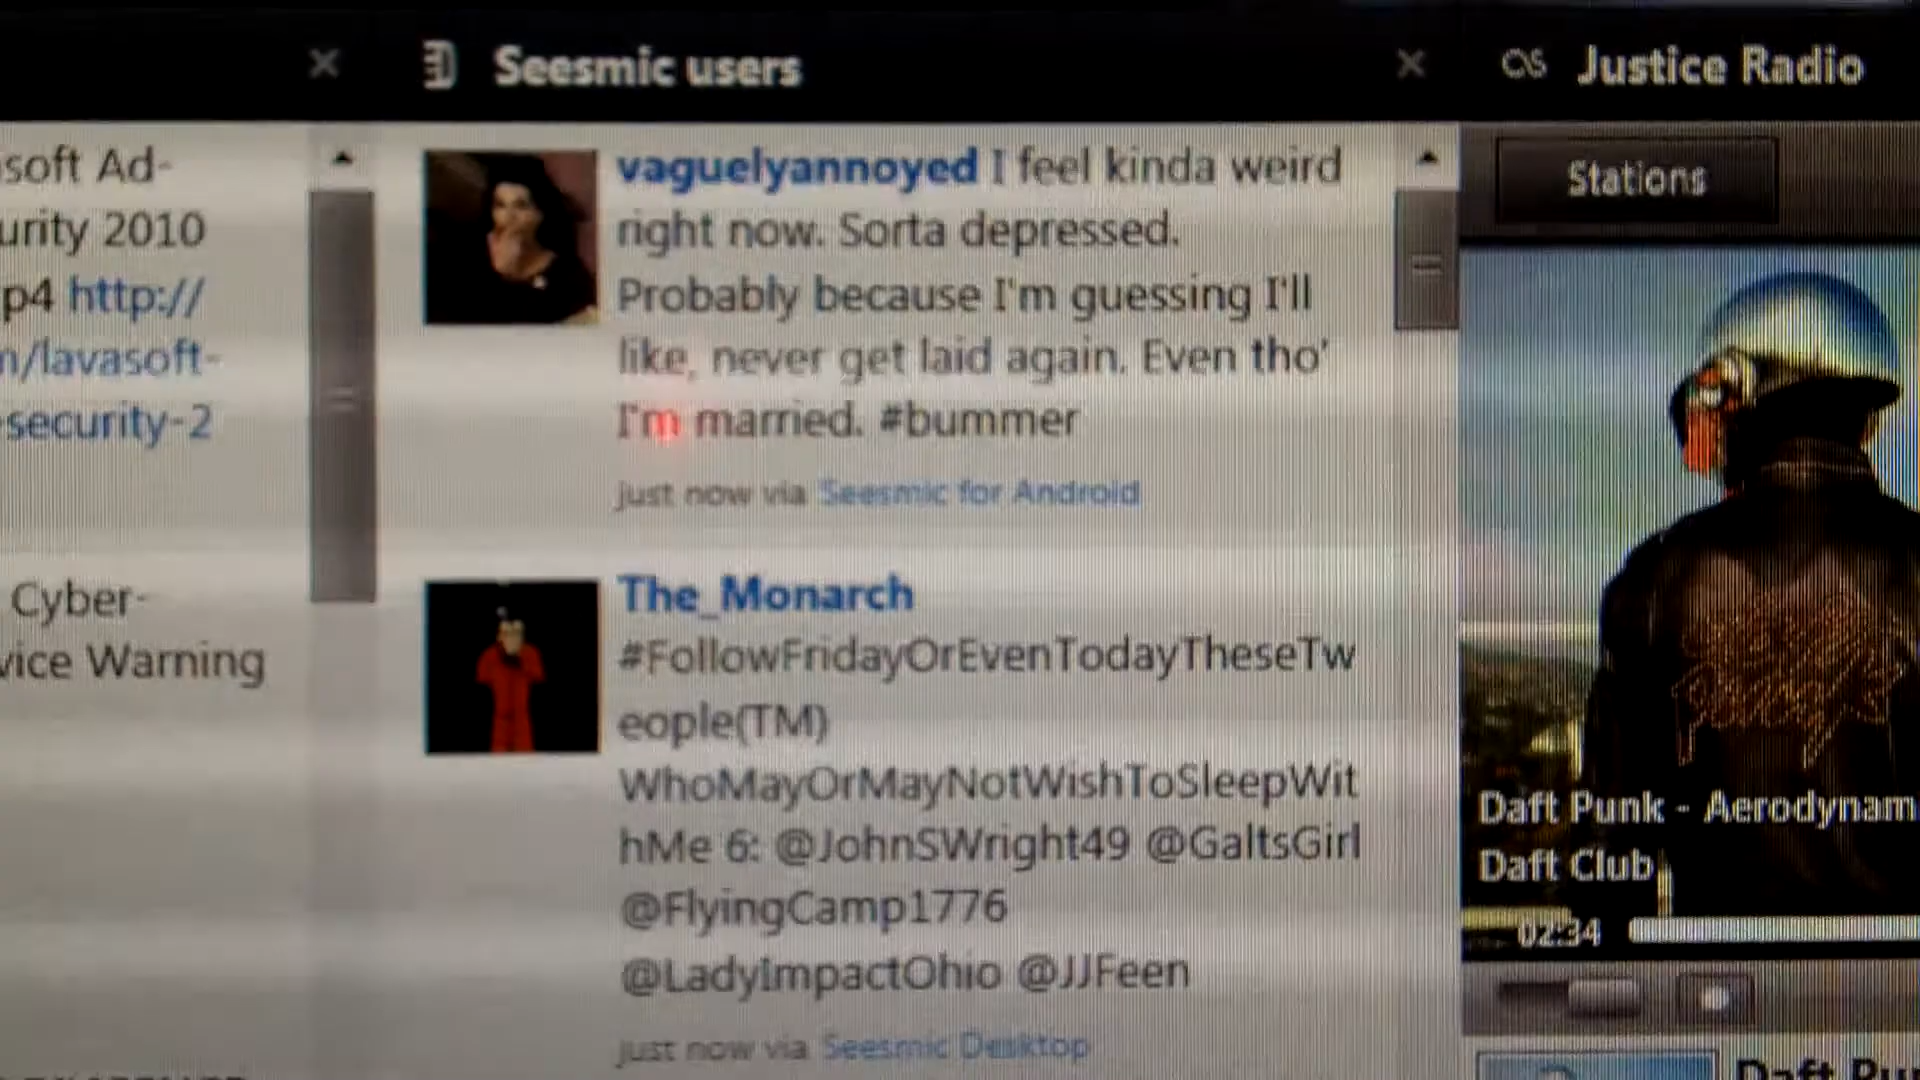 Seesmic users
Justice Radio
soft Ad-
urity 2010
p4 http://
n/lavasoft-
-security-2
Cyber-
vice Warning
vaguelyannoyed I feel kinda weird
right now. Sorta depressed.
Probably because I'm guessing I'll
like, never get laid again. Even tho'
I'm married. #bummer
just now via Seesmic for Android
The_Monarch
#FollowFridayOrEvenTodayTheseTw
eople(TM)
WhoMayOrMayNotWishToSleepWit
hMe 6: @JohnSWright49 @GaltsGirl
@FlyingCamp1776
@LadyImpactOhio @JJFeen
just now via Seesmic Desktop
Stations
Daft Punk - Aerodynam
Daft Club
02:34
Daft Pu